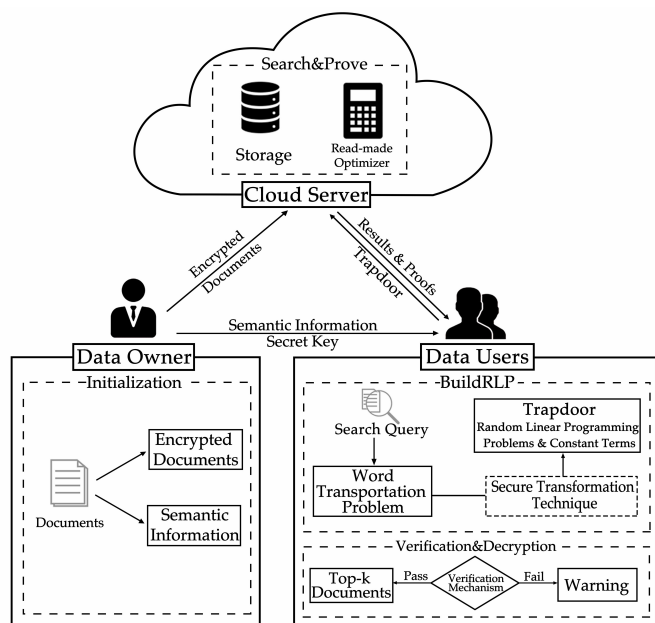 Search&Prove
Storage
Read-made
Optimizer
Cloud Server
Encrypted
Documents
Results & Proofs
Trapdoor
Semantic Information
Secret Key
Data Owner
Data Users
Initialization
Documents
Encrypted
Documents
Semantic
Information
BuildRLP
Search Query
Word
Transportation
Problem
Trapdoor
Random Linear Programming
Problems & Constant Terms
Secure Transformation
Technique
Verification&Decryption
Top-k
Documents
Pass
Verification
Mechanism
Fail
Warning